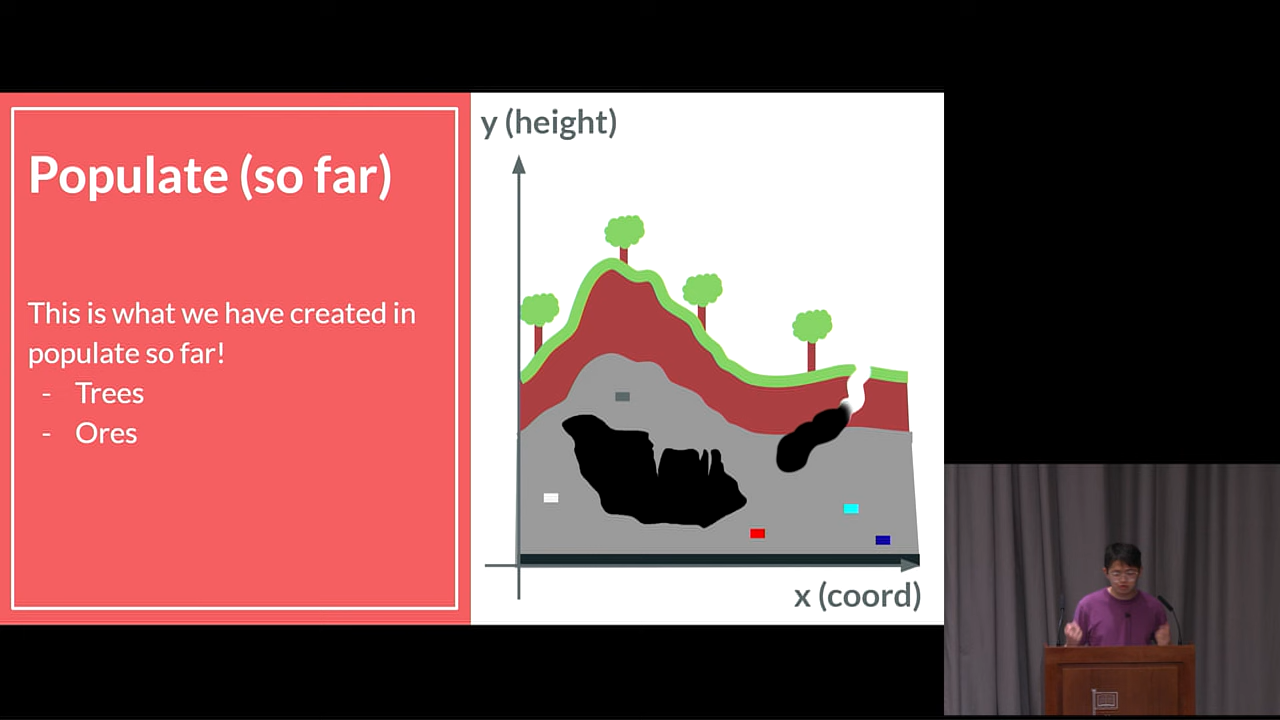 Populate (so far)
This is what we have created in
populate so far!
- Trees
- Ores
y (height)
x (coord)